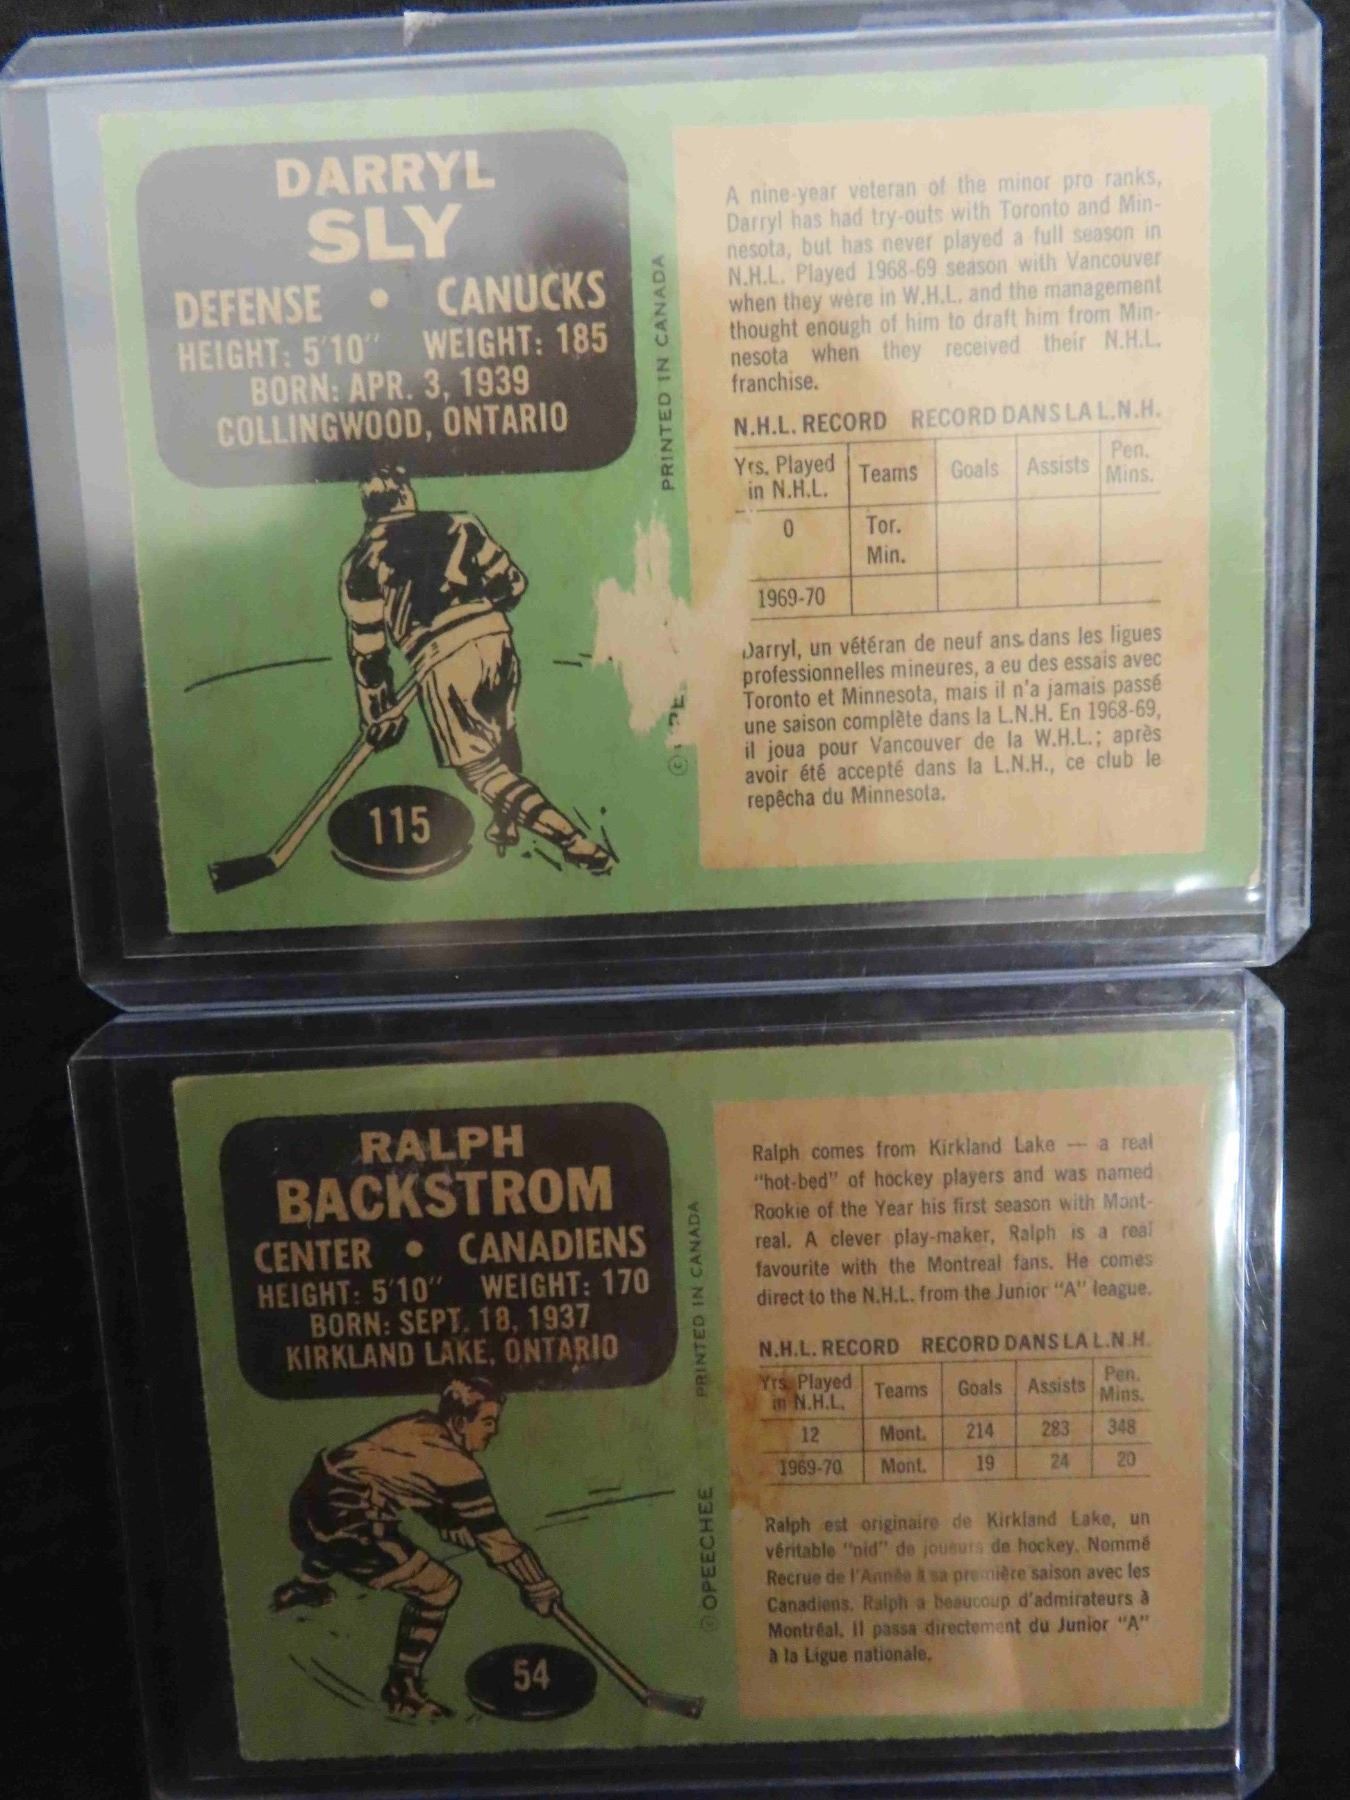 DARRYL
SLY
DEFENSE • CANUCKS
HEIGHT: 5'10" WEIGHT: 185
BORN: APR. 3, 1939
COLLINGWOOD, ONTARIO
115
PRINTED IN CANADA
©
A nine-year veteran of the minor pro ranks,
Darryl has had try-outs with Toronto and Min-
nesota, but has never played a full season in
N.H.L. Played 1968-69 season with Vancouver
when they were in W.H.L. and the management
thought enough of him to draft him from Min-
nesota when they received their N.H.L.
franchise.
N.H.L. RECORD RECORD DANS LA L.N.H.
Yrs. Played in N.H.L. Teams Goals Assists Pen. Mins.
0 Tor. Min.
1969-70
Darryl, un vétéran de neuf ans dans les ligues
professionnelles mineures, a eu des essais avec
Toronto et Minnesota, mais il n'a jamais passé
une saison complète dans la L.N.H. En 1968-69,
il joua pour Vancouver de la W.H.L.; après
avoir été accepté dans la L.N.H., ce club le
repêcha du Minnesota.
RALPH
BACKSTROM
CENTER • CANADIENS
HEIGHT: 5'10" WEIGHT: 170
BORN: SEPT. 18, 1937
KIRKLAND LAKE, ONTARIO
54
©OPEECHEE PRINTED IN CANADA
Ralph comes from Kirkland Lake — a real
"hot-bed" of hockey players and was named
Rookie of the Year his first season with Mont-
real. A clever play-maker, Ralph is a real
favourite with the Montreal fans. He comes
direct to the N.H.L. from the Junior "A" league.
N.H.L. RECORD RECORD DANS LA L.N.H.
Yrs. Played in N.H.L. Teams Goals Assists Pen. Mins.
12 Mont. 214 283 348
1969-70 Mont. 19 24 20
Ralph est originaire de Kirkland Lake, un
véritable "nid" de joueurs de hockey. Nommé
Recrue de l'Année à sa première saison avec les
Canadiens. Ralph a beaucoup d'admirateurs à
Montréal. Il passa directement du Junior "A"
à la Ligue nationale.